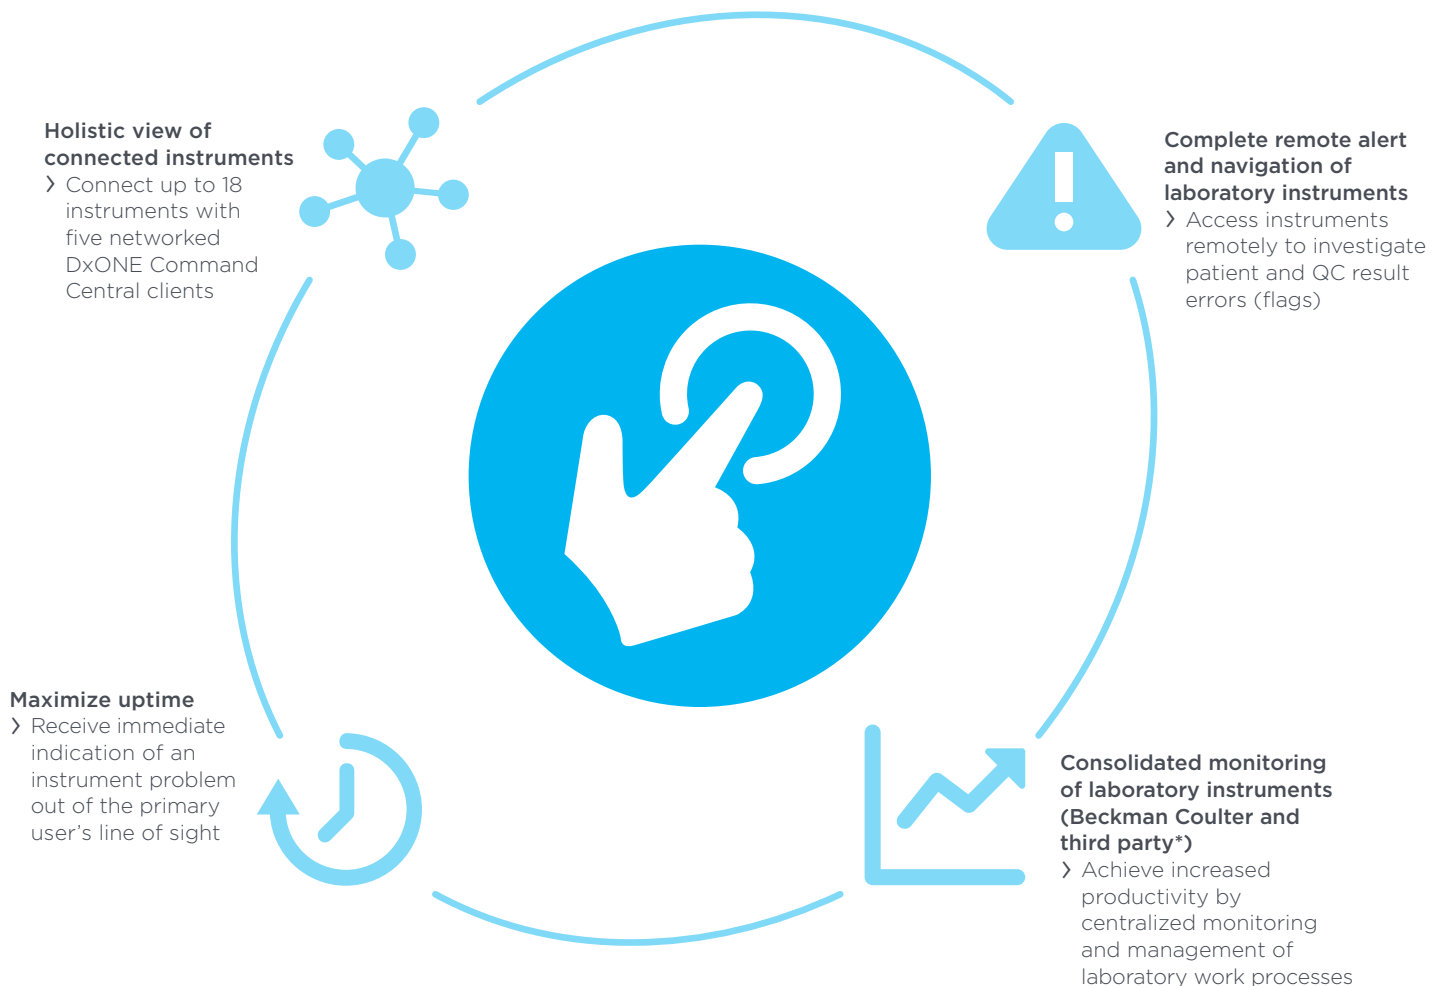 Holistic view of
connected instruments
› Connect up to 18
instruments with
five networked
DxONE Command
Central clients
Complete remote alert
and navigation of
laboratory instruments
› Access instruments
remotely to investigate
patient and QC result
errors (flags)
Maximize uptime
› Receive immediate
indication of an
instrument problem
out of the primary
user’s line of sight
Consolidated monitoring
of laboratory instruments
(Beckman Coulter and
third party*)
› Achieve increased
productivity by
centralized monitoring
and management of
laboratory work processes